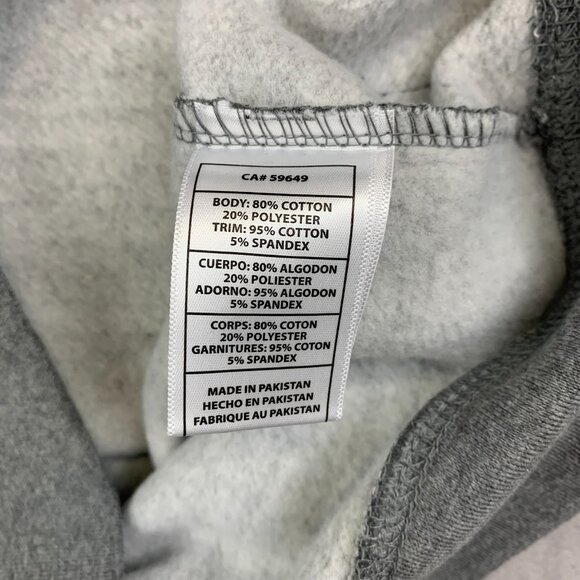 CA# 59649
BODY: 80% COTTON
20% POLYESTER
TRIM: 95% COTTON
5% SPANDEX
CUERPO: 80% ALGODON
20% POLIESTER
ADORNO: 95% ALGODON
5% SPANDEX
CORPS: 80% COTON
20% POLYESTER
GARNITURES: 95% COTON
5% SPANDEX
MADE IN PAKISTAN
HECHO EN PAKISTAN
FABRIQUE AU PAKISTAN